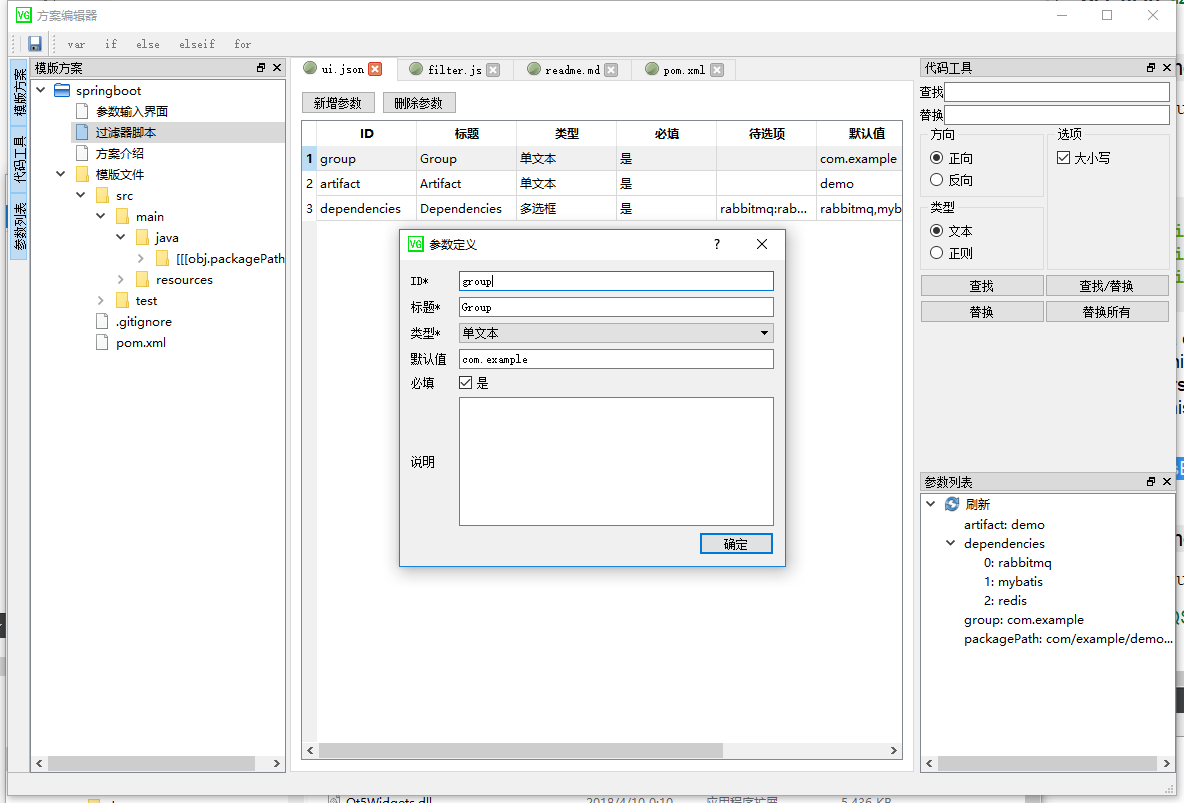 VG 方案编辑器
var if else elseif for
模版方案
代码工具
参数列表
模版方案
springboot
参数输入界面
过滤器脚本
方案介绍
模版文件
src
main
java
[[[obj.packagePath
resources
test
.gitignore
pom.xml
ui.json filter.js readme.md pom.xml
新增参数 删除参数
ID 标题 类型 必填 待选项 默认值
1 group Group 单文本 是 com.example
2 artifact Artifact 单文本 是 demo
3 dependencies Dependencies 多选框 是 rabbitmq:rab... rabbitmq,myb
VG 参数定义 ?
ID* group
标题* Group
类型* 单文本
默认值 com.example
必填 是
说明
确定
代码工具
查找
替换
方向
正向
反向
选项
大小写
类型
文本
正则
查找 查找/替换
替换 替换所有
参数列表
刷新
artifact: demo
dependencies
0: rabbitmq
1: mybatis
2: redis
group: com.example
packagePath: com/example/demo...
Qt5Widgets.dll 2018/4/10 0:10 应用程序扩展 5,436 KB